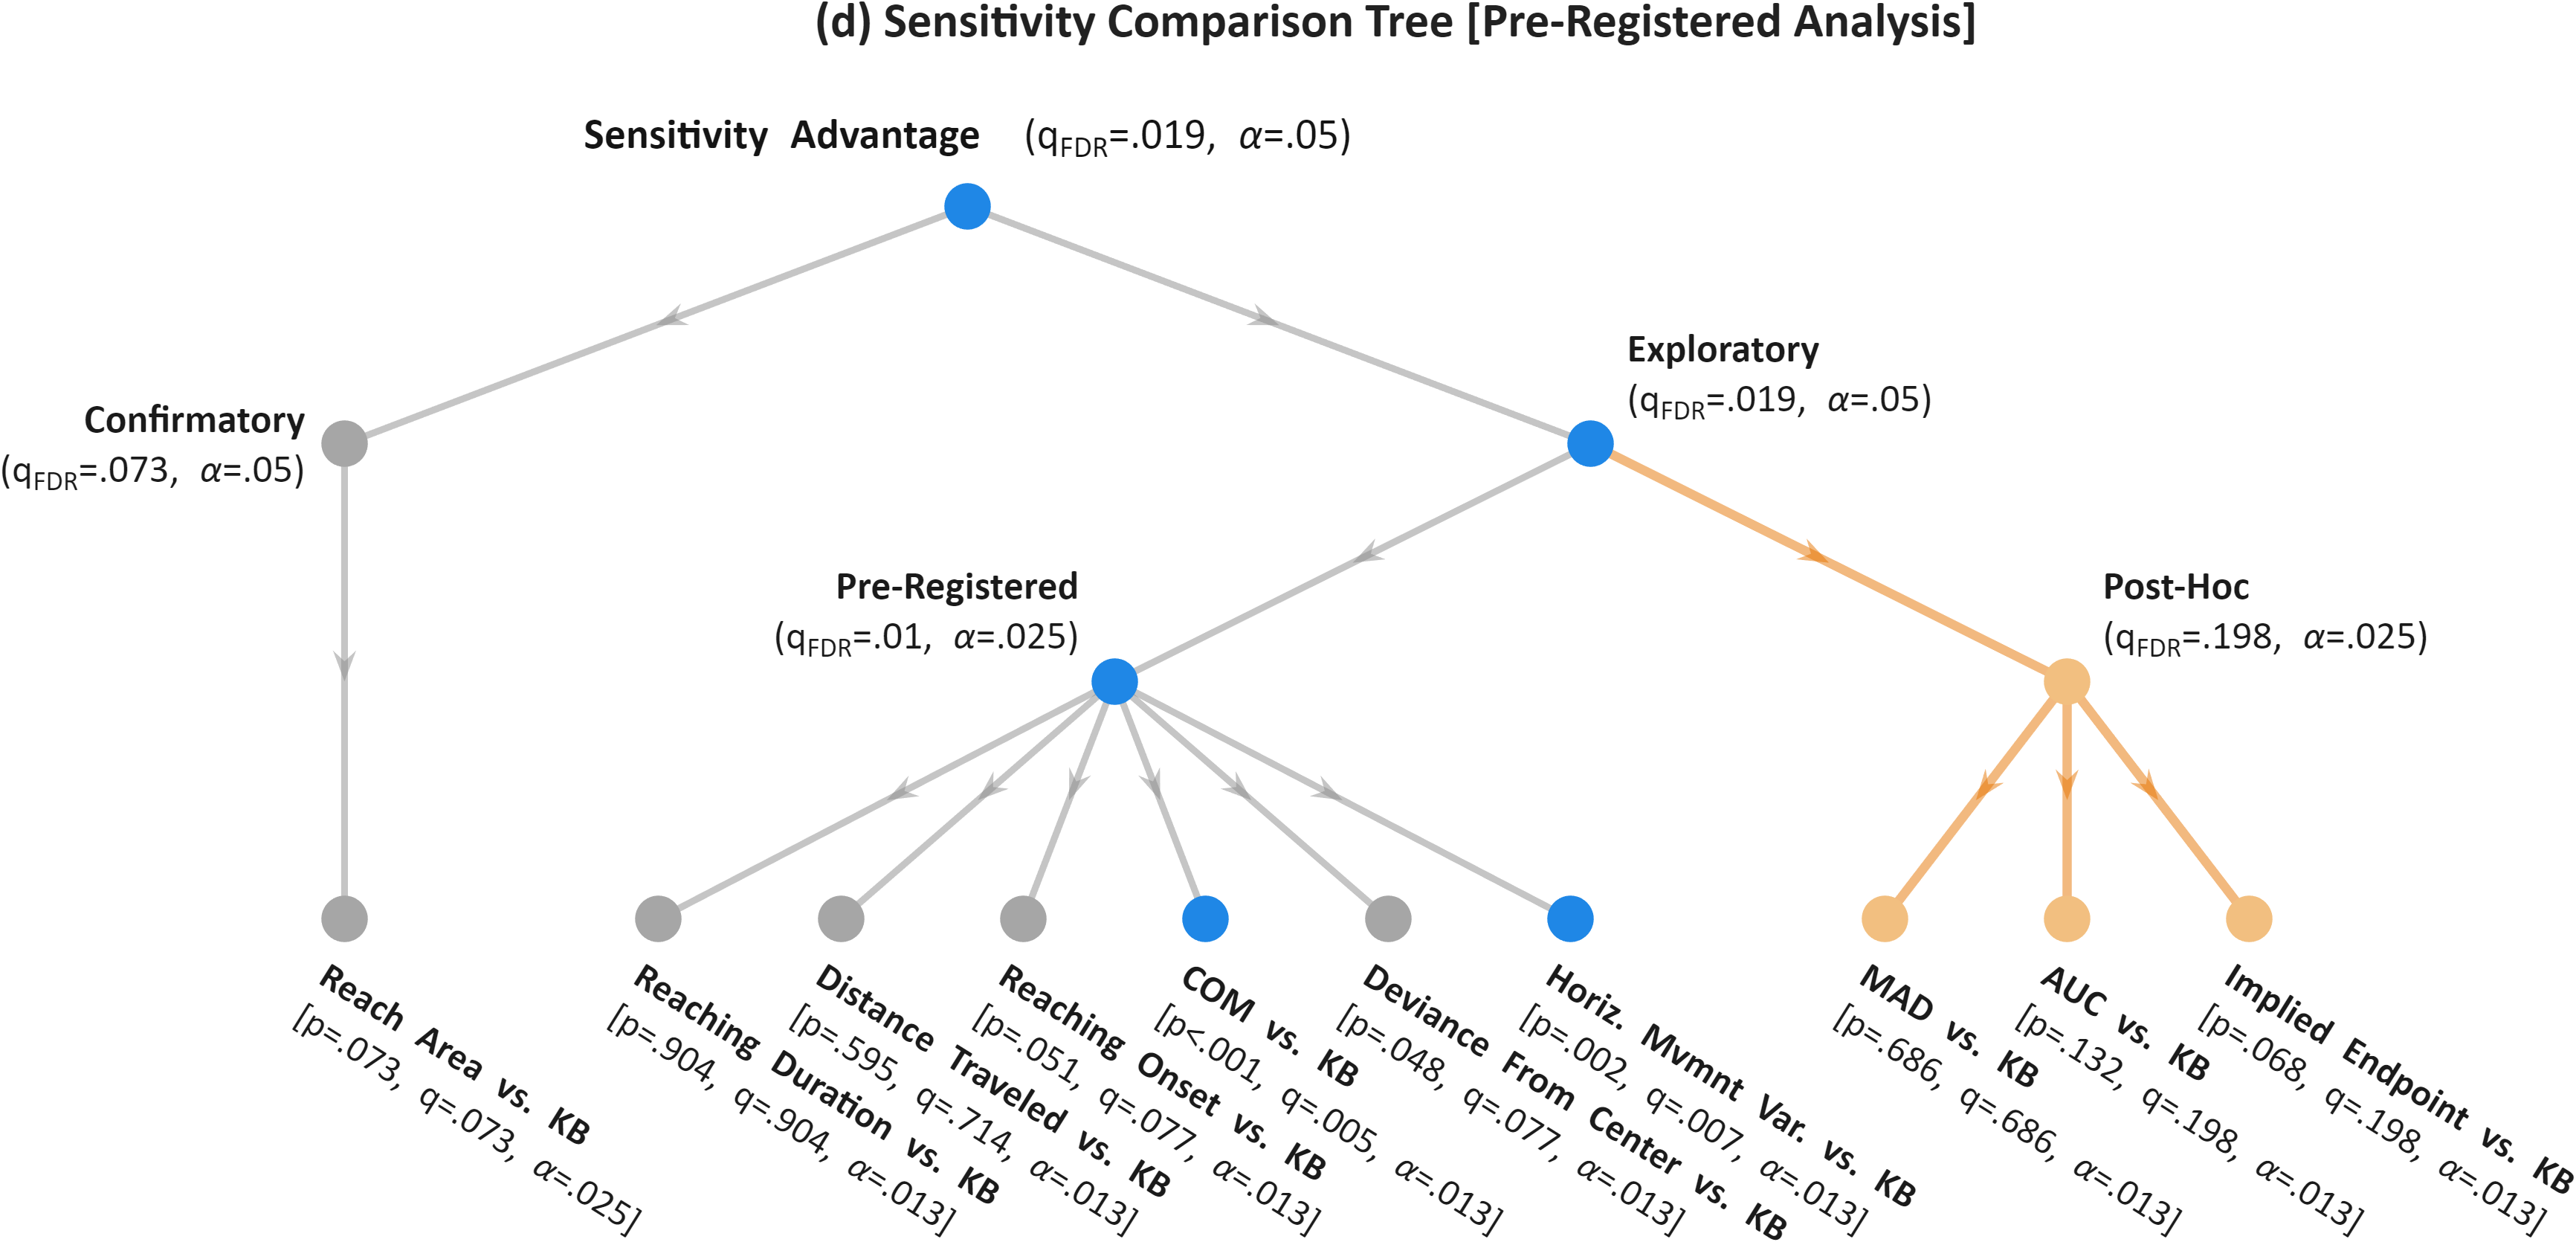 (d) Sensitivity Comparison Tree [Pre-Registered Analysis]
Sensitivity Advantage (qFDR=.019, α=.05)
Exploratory
(qFDR=.019, α=.05)
Confirmatory
(qFDR=.073, α=.05)
Pre-Registered
(qFDR=.01, α=.025)
Post-Hoc
(qFDR=.198, α=.025)
Reach Area vs. KB
[p=.073, q=.073, α=.025]
Reaching Duration vs. KB
[p=.904, q=.904, α=.013]
Distance Traveled vs. KB
[p=.595, q=.714, α=.013]
Reaching Onset vs. KB
[p=.051, q=.077, α=.013]
COM vs. KB
[p<.001, q=.005, α=.013]
Deviance From Center vs. KB
[p=.048, q=.077, α=.013]
Horiz. Mvmnt Var. vs. KB
[p=.002, q=.007, α=.013]
MAD vs. KB
[p=.686, q=.686, α=.013]
AUC vs. KB
[p=.132, q=.198, α=.013]
Implied Endpoint vs. KB
[p=.068, q=.198, α=.013]